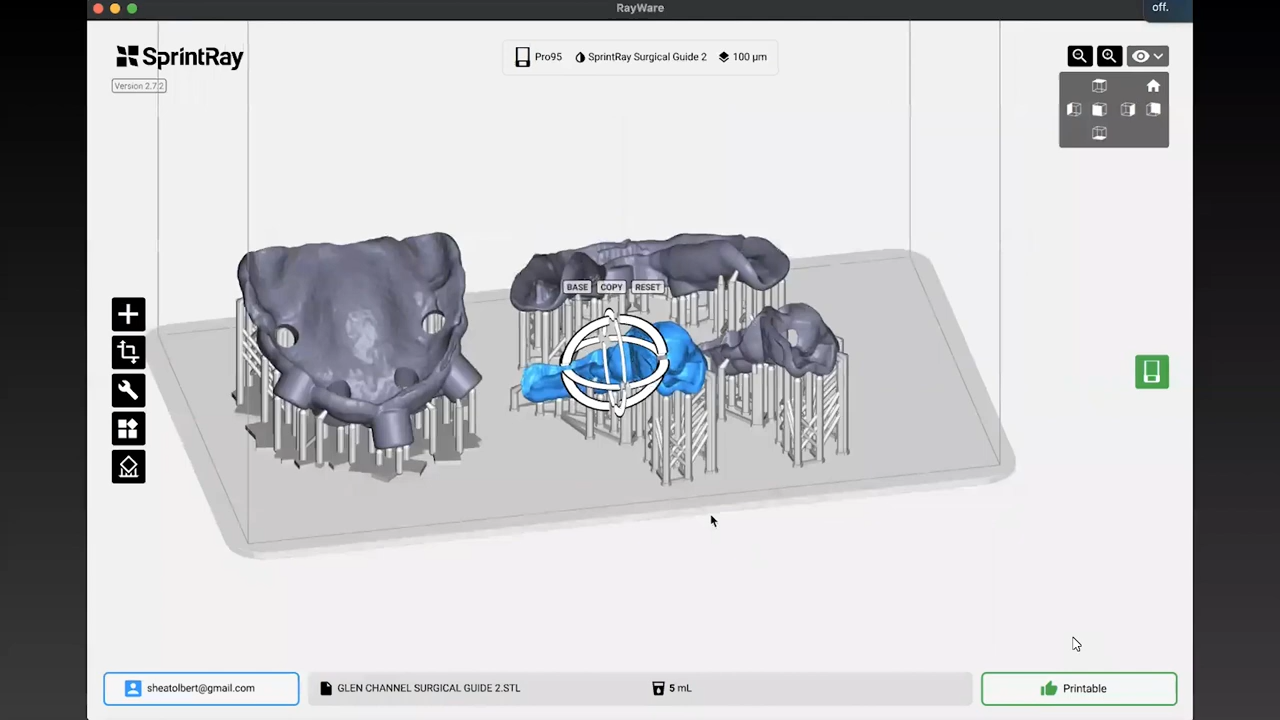 RayWare
off.
SprintRay
Version 2.7.2
Pro95 SprintRay Surgical Guide 2 100 μm
BASE COPY RESET
sheatolbert@gmail.com
GLEN CHANNEL SURGICAL GUIDE 2.STL
5 mL
Printable